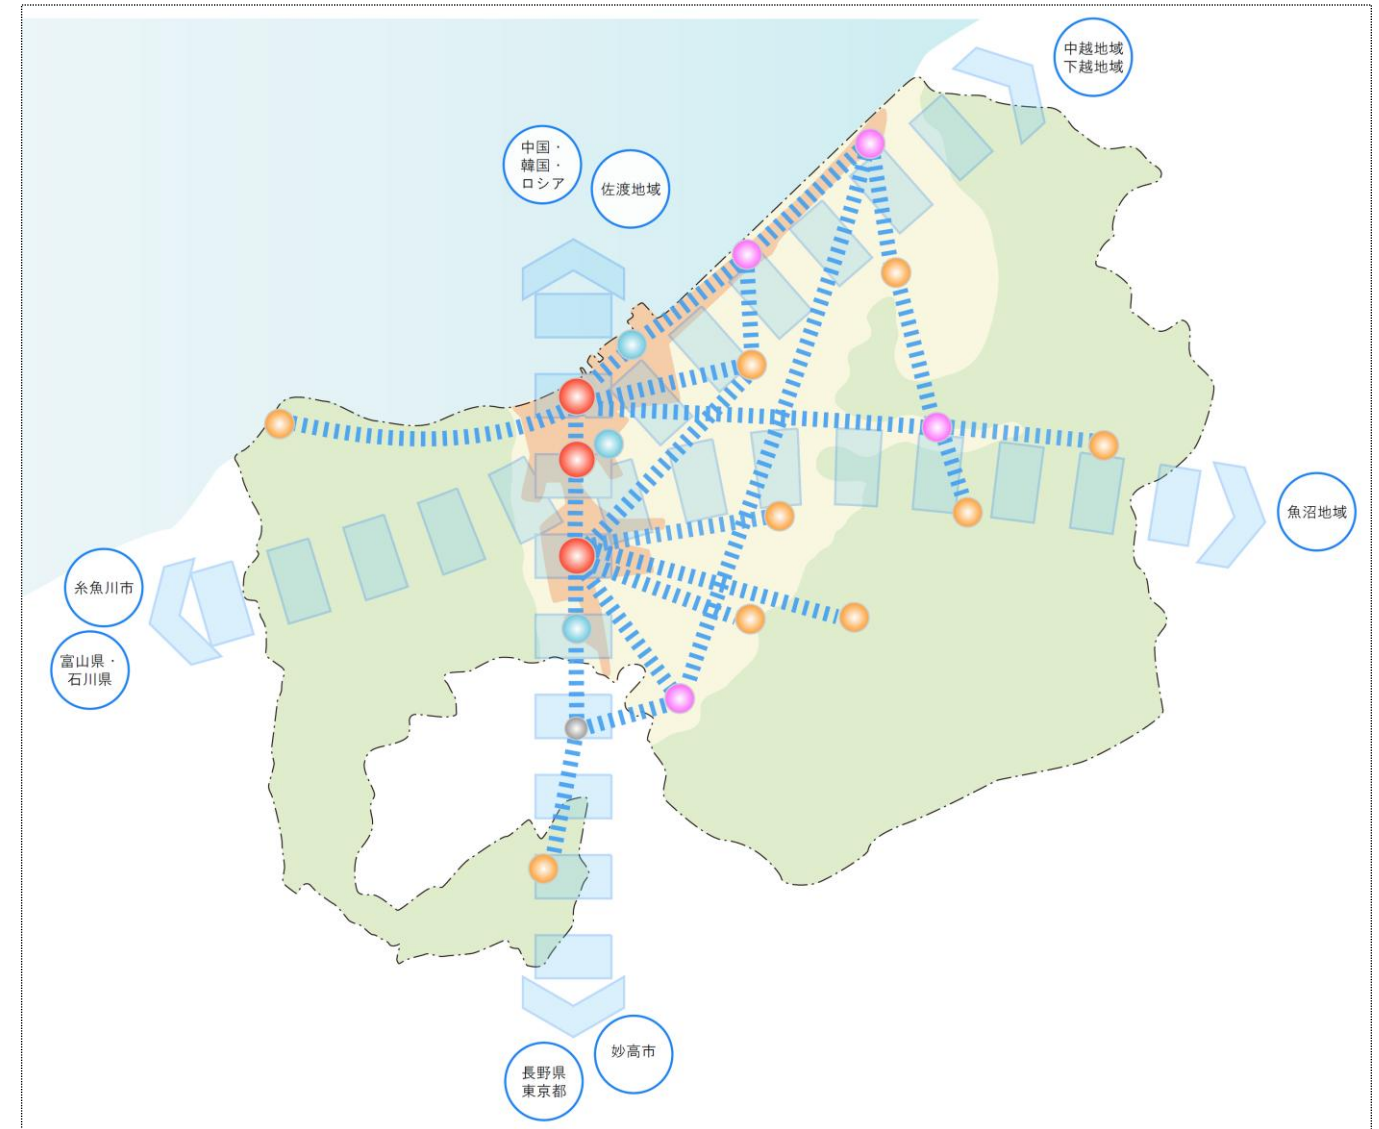 中越地域
下越地域
中国・
韓国・
ロシア
佐渡地域
魚沼地域
糸魚川市
富山県・
石川県
妙高市
長野県
東京都